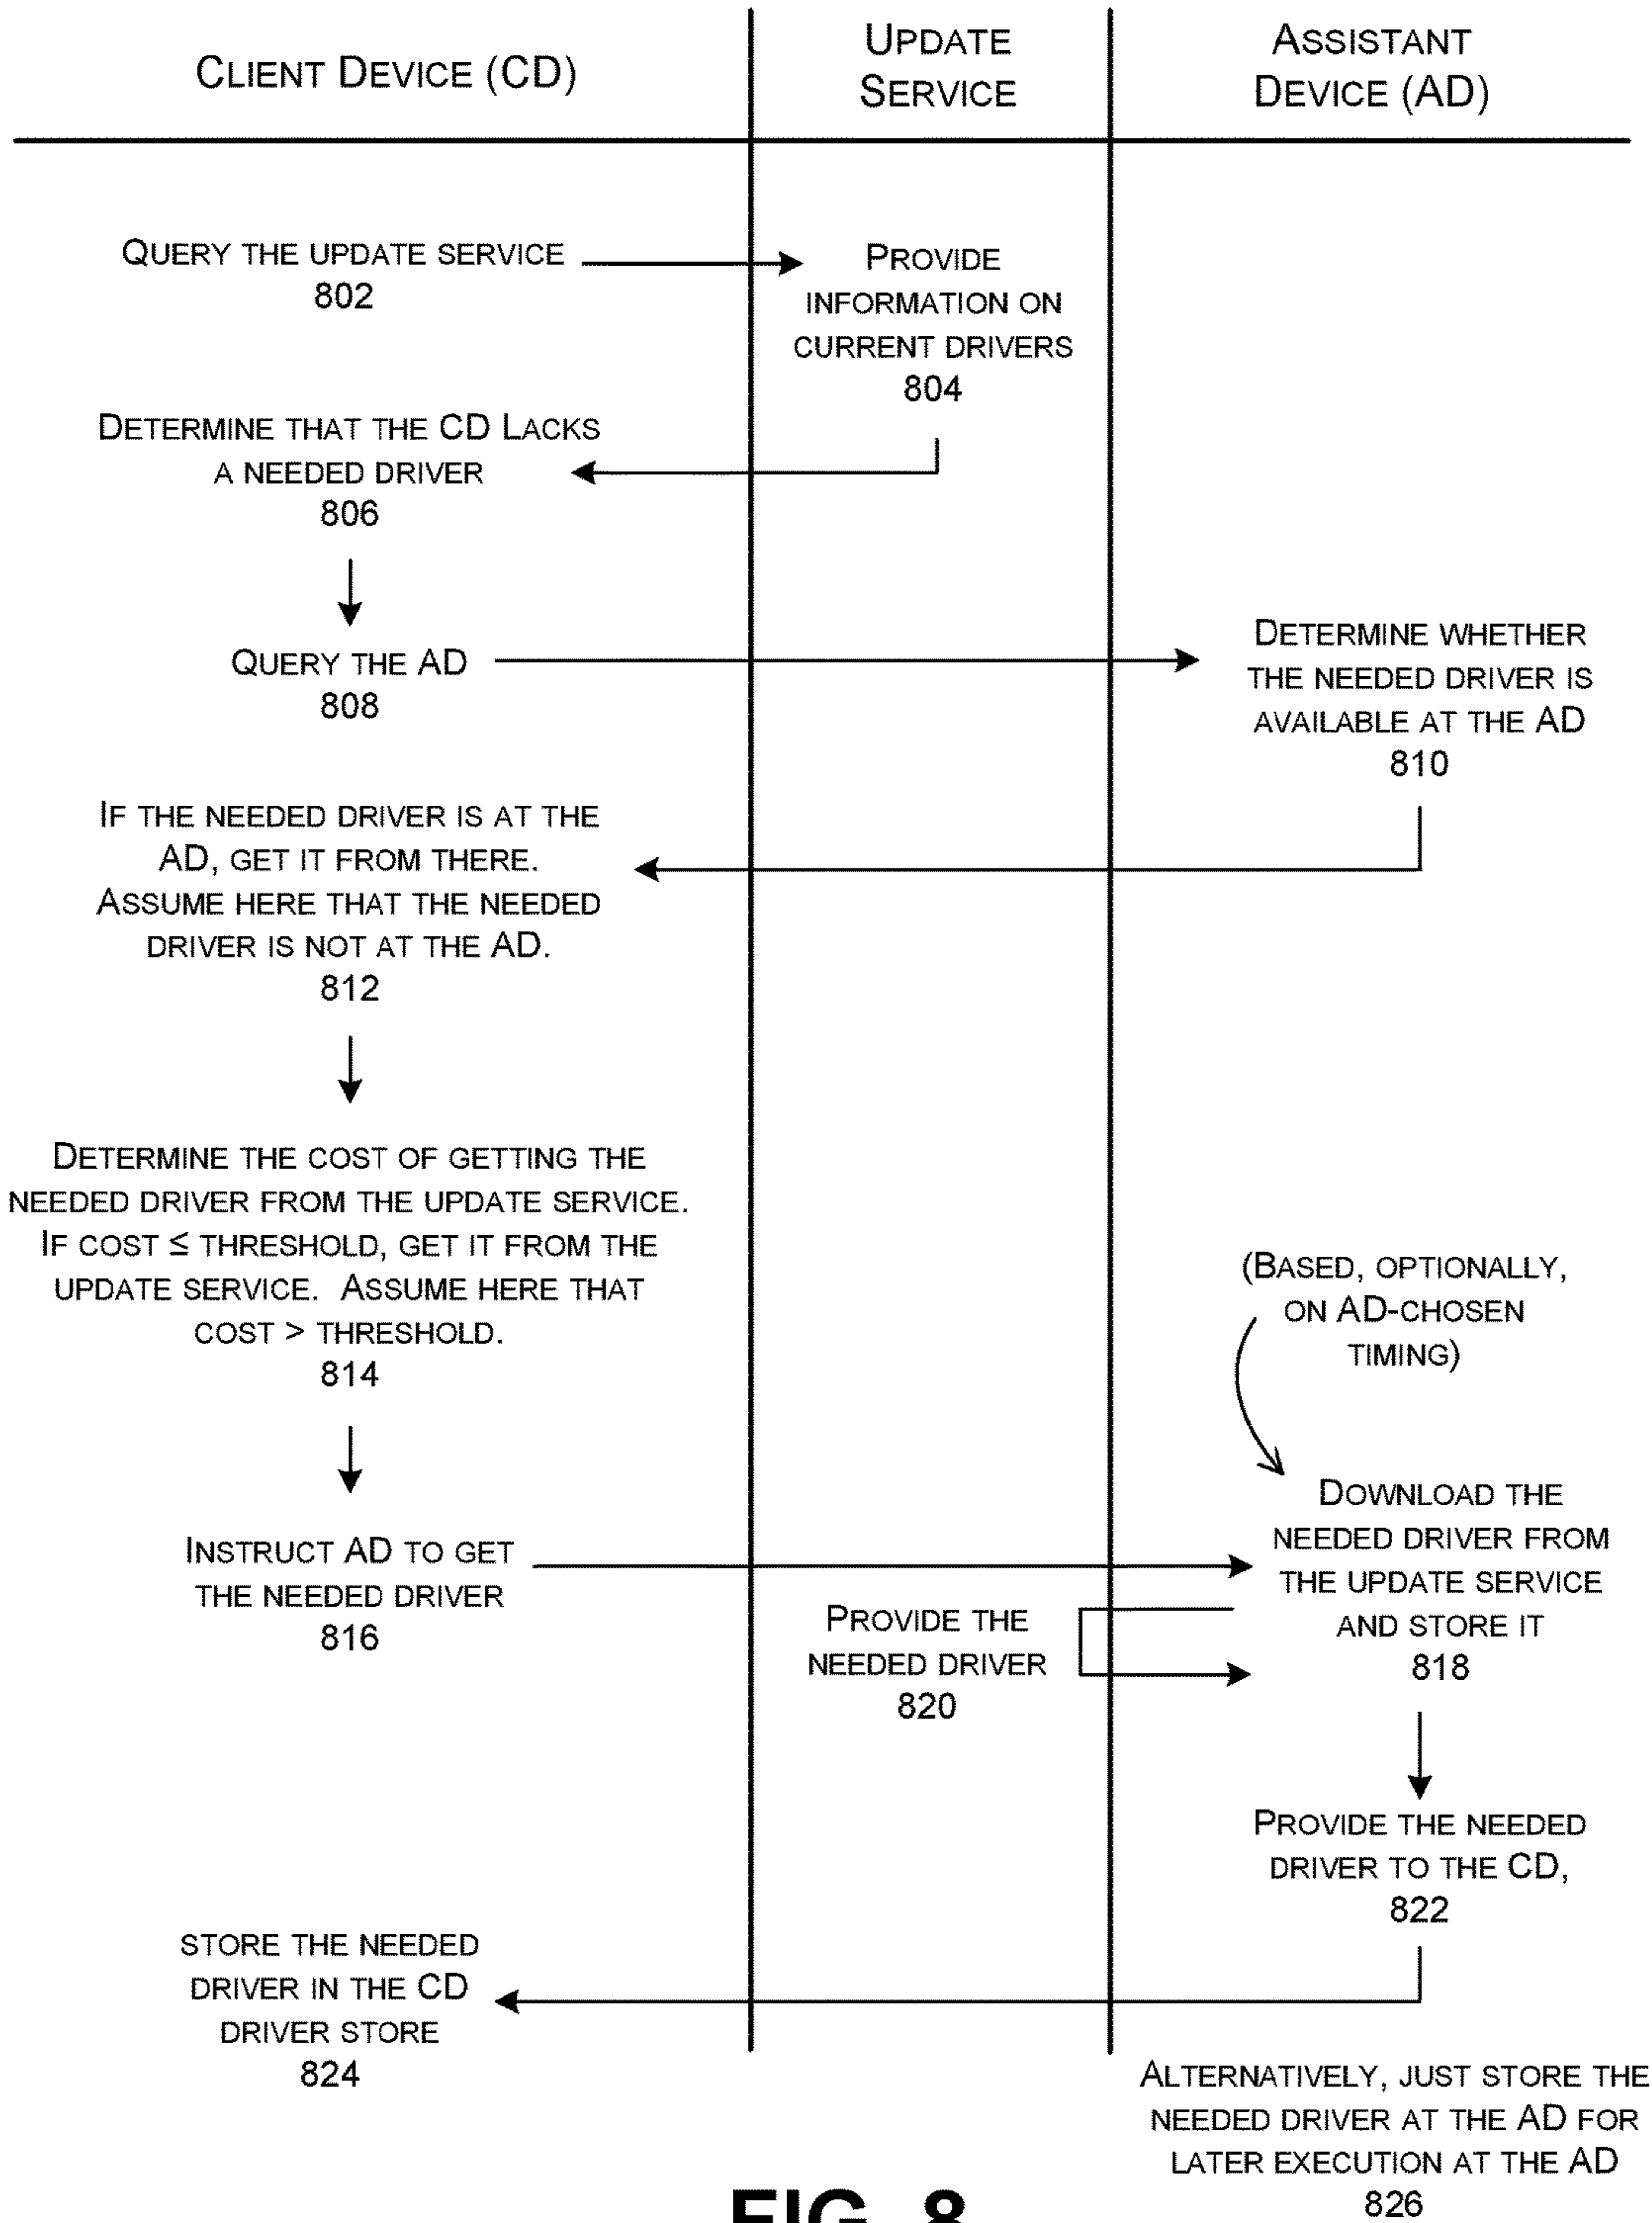 CLIENT DEVICE (CD)
UPDATE
SERVICE
ASSISTANT
DEVICE (AD)
QUERY THE UPDATE SERVICE
802
PROVIDE
INFORMATION ON
CURRENT DRIVERS
804
DETERMINE THAT THE CD LACKS
A NEEDED DRIVER
806
QUERY THE AD
808
DETERMINE WHETHER
THE NEEDED DRIVER IS
AVAILABLE AT THE AD
810
IF THE NEEDED DRIVER IS AT THE
AD, GET IT FROM THERE.
ASSUME HERE THAT THE NEEDED
DRIVER IS NOT AT THE AD.
812
DETERMINE THE COST OF GETTING THE
NEEDED DRIVER FROM THE UPDATE SERVICE.
IF COST ≤ THRESHOLD, GET IT FROM THE
UPDATE SERVICE. ASSUME HERE THAT
COST > THRESHOLD.
814
(BASED, OPTIONALLY,
ON AD-CHOSEN
TIMING)
INSTRUCT AD TO GET
THE NEEDED DRIVER
816
DOWNLOAD THE
NEEDED DRIVER FROM
THE UPDATE SERVICE
AND STORE IT
818
PROVIDE THE
NEEDED DRIVER
820
PROVIDE THE NEEDED
DRIVER TO THE CD,
822
STORE THE NEEDED
DRIVER IN THE CD
DRIVER STORE
824
ALTERNATIVELY, JUST STORE THE
NEEDED DRIVER AT THE AD FOR
LATER EXECUTION AT THE AD
826
FIG. 8